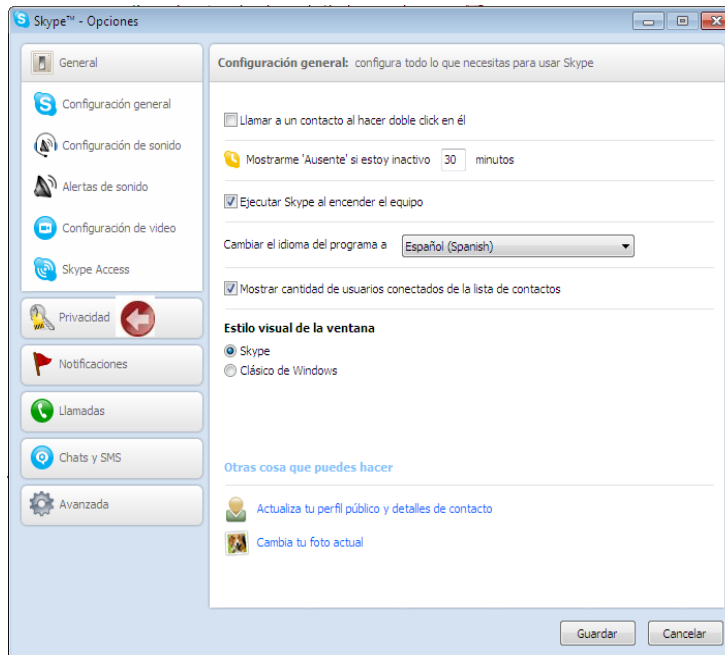 Skype™ - Opciones
General
Configuración general
Configuración de sonido
Alertas de sonido
Configuración de video
Skype Access
Privacidad
Notificaciones
Llamadas
Chats y SMS
Avanzada
Configuración general: configura todo lo que necesitas para usar Skype
Llamar a un contacto al hacer doble click en él
Mostrarme 'Ausente' si estoy inactivo 30 minutos
Ejecutar Skype al encender el equipo
Cambiar el idioma del programa a Español (Spanish)
Mostrar cantidad de usuarios conectados de la lista de contactos
Estilo visual de la ventana
Skype
Clásico de Windows
Otras cosa que puedes hacer
Actualiza tu perfil público y detalles de contacto
Cambia tu foto actual
Guardar Cancelar